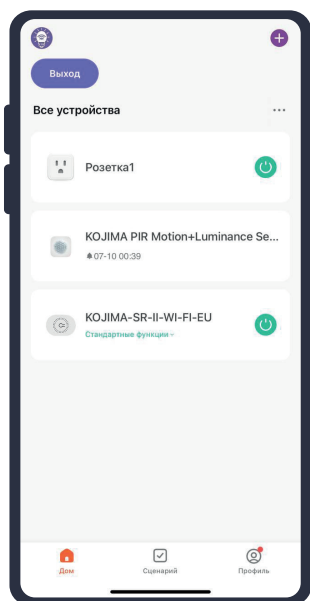 Выход
Все устройства
Розетка1
KOJIMA PIR Motion+Luminance Se...
07-10 00:39
KOJIMA-SR-II-WI-FI-EU
Стандартные функции
Дом
Сценарий
Профиль